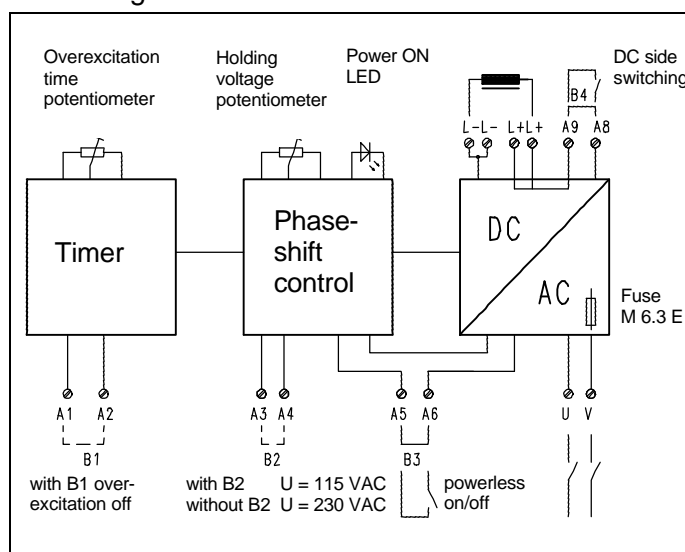 Overexcitation
time
potentiometer
Holding
voltage
potentiometer
Power ON
LED
DC side
switching
B4
L- L- L+ L+ A9 A8
Timer
Phase-
shift
control
DC
AC
Fuse
M 6.3 E
A1 A2 A3 A4 A5 A6 U V
B1 B2 B3
with B1 over-
excitation off
with B2 U = 115 VAC
without B2 U = 230 VAC
powerless
on/off